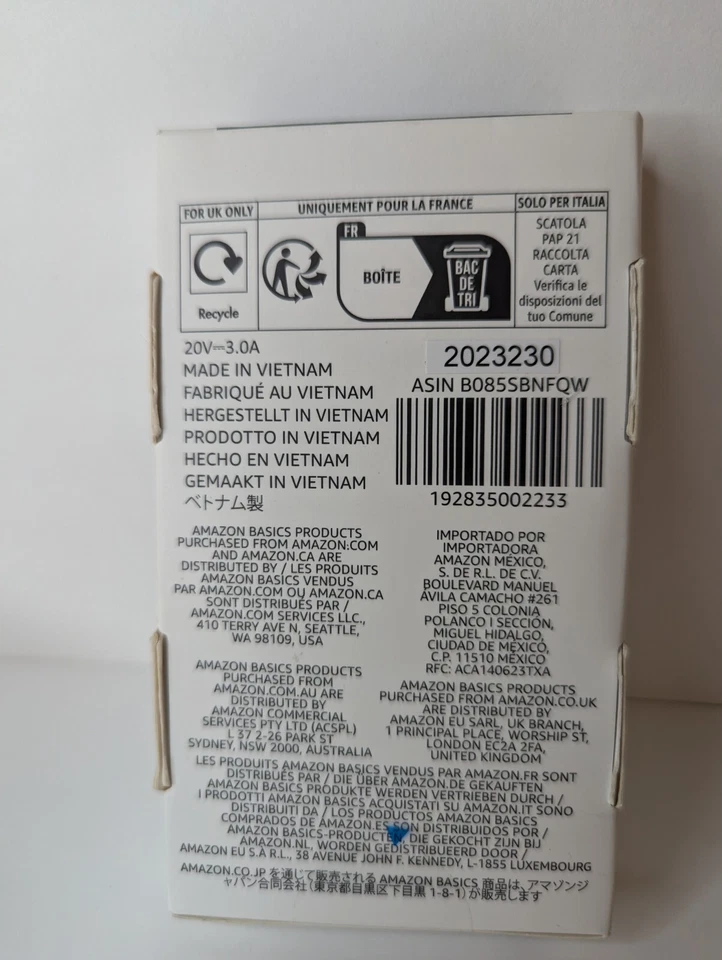 FOR UK ONLY
Recycle
UNIQUEMENT POUR LA FRANCE
FR
BOÎTE
BAC
DE
TRI
SOLO PER ITALIA
SCATOLA
PAP 21
RACCOLTA
CARTA
Verifica le
disposizioni del
tuo Comune
20V⎓3.0A
MADE IN VIETNAM
FABRIQUÉ AU VIETNAM
HERGESTELLT IN VIETNAM
PRODOTTO IN VIETNAM
HECHO EN VIETNAM
GEMAAKT IN VIETNAM
ベトナム製
2023230
ASIN B085SBNFQW
192835002233
AMAZON BASICS PRODUCTS
PURCHASED FROM AMAZON.COM
AND AMAZON.CA ARE
DISTRIBUTED BY / LES PRODUITS
AMAZON BASICS VENDUS
PAR AMAZON.COM OU AMAZON.CA
SONT DISTRIBUÉS PAR /
AMAZON.COM SERVICES LLC.,
410 TERRY AVE N, SEATTLE,
WA 98109, USA
IMPORTADO POR
IMPORTADORA
AMAZON MÉXICO,
S. DE R.L. DE C.V.
BOULEVARD MANUEL
ÁVILA CAMACHO #261
PISO 5 COLONIA
POLANCO I SECCIÓN,
MIGUEL HIDALGO,
CIUDAD DE MÉXICO,
C.P. 11510 MÉXICO
RFC: ACA140623TXA
AMAZON BASICS PRODUCTS
PURCHASED FROM
AMAZON.COM.AU ARE
DISTRIBUTED BY
AMAZON COMMERCIAL
SERVICES PTY LTD (ACSPL)
L 37 2-26 PARK ST
SYDNEY, NSW 2000, AUSTRALIA
AMAZON BASICS PRODUCTS
PURCHASED FROM AMAZON.CO.UK
ARE DISTRIBUTED BY
AMAZON EU SARL, UK BRANCH,
1 PRINCIPAL PLACE, WORSHIP ST,
LONDON EC2A 2FA,
UNITED KINGDOM
LES PRODUITS AMAZON BASICS VENDUS PAR AMAZON.FR SONT
DISTRIBUÉS PAR / DIE ÜBER AMAZON.DE GEKAUFTEN
AMAZON BASICS PRODUKTE WERDEN VERTRIEBEN DURCH /
I PRODOTTI AMAZON BASICS ACQUISTATI SU AMAZON.IT SONO
DISTRIBUITI DA / LOS PRODUCTOS AMAZON BASICS
COMPRADOS DE AMAZON.ES SON DISTRIBUIDOS POR /
AMAZON BASICS-PRODUCTEN DIE GEKOCHT ZIJN BIJ
AMAZON.NL, WORDEN GEDISTRIBUEERD DOOR /
AMAZON EU S.À R.L., 38 AVENUE JOHN F. KENNEDY, L-1855 LUXEMBOURG
AMAZON.CO.JP を通じて販売される AMAZON BASICS 商品は、アマゾンジ
ャパン合同会社（東京都目黒区下目黒 1-8-1）が販売します